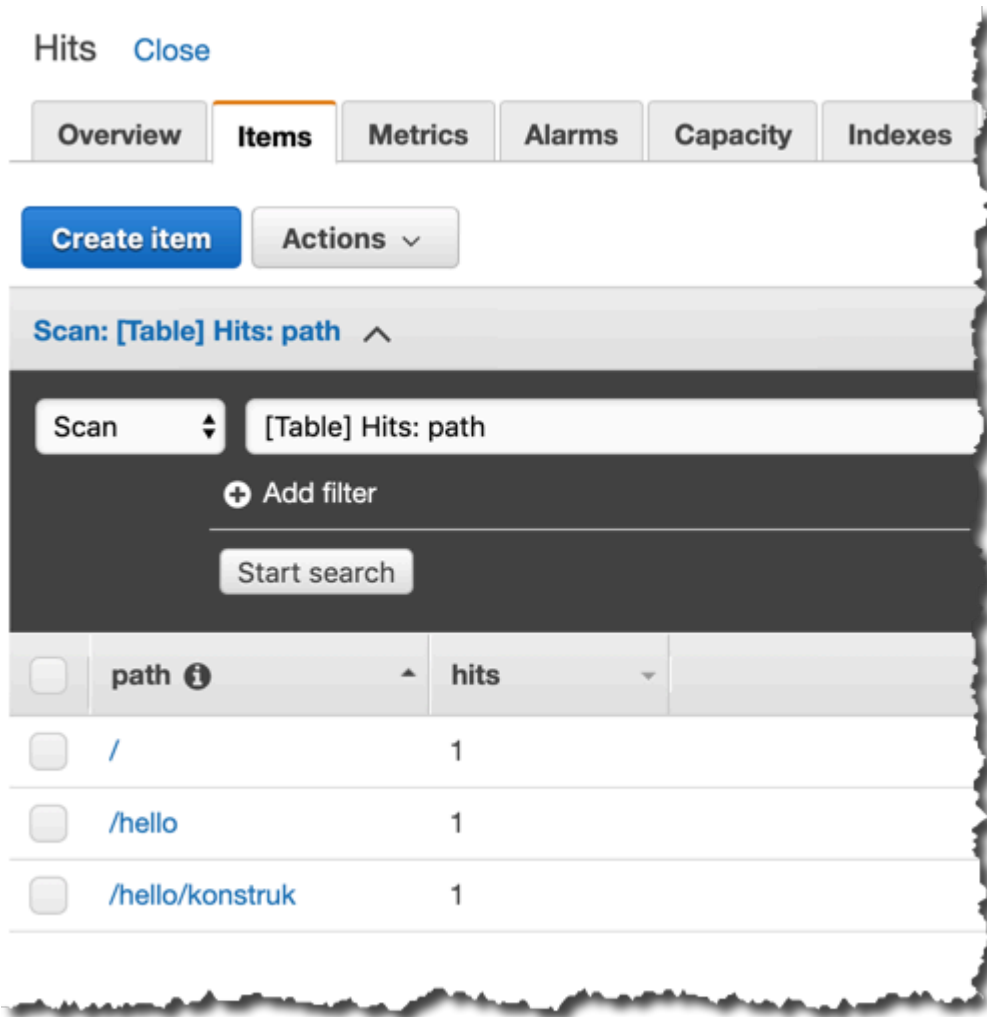 Hits Close
Overview Items Metrics Alarms Capacity Indexes
Create item Actions
Scan: [Table] Hits: path
Scan [Table] Hits: path
Add filter
Start search
path hits
/ 1
/hello 1
/hello/konstruk 1